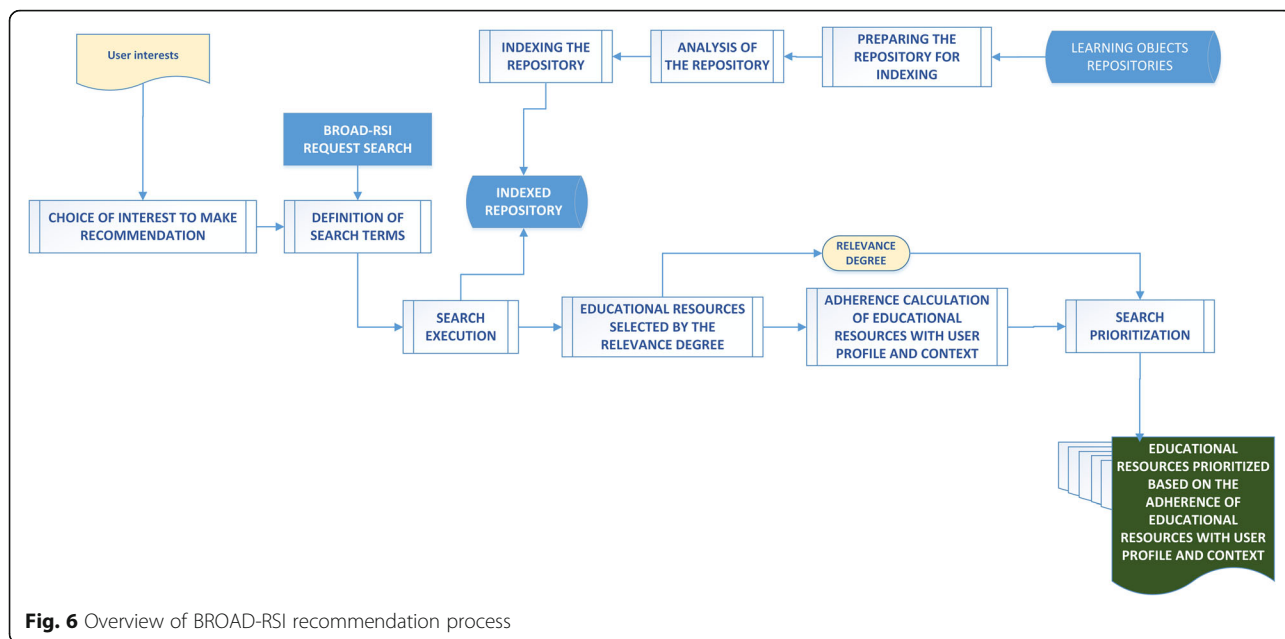 User interests
INDEXING THE
REPOSITORY
ANALYSIS OF
THE REPOSITORY
PREPARING THE
REPOSITORY FOR
INDEXING
LEARNING OBJECTS
REPOSITORIES
BROAD-RSI
REQUEST SEARCH
CHOICE OF INTEREST TO MAKE
RECOMMENDATION
DEFINITION OF
SEARCH TERMS
INDEXED
REPOSITORY
RELEVANCE
DEGREE
SEARCH
EXECUTION
EDUCATIONAL RESOURCES
SELECTED BY THE
RELEVANCE DEGREE
ADHERENCE CALCULATION
OF EDUCATIONAL
RESOURCES WITH USER
PROFILE AND CONTEXT
SEARCH
PRIORITIZATION
EDUCATIONAL
RESOURCES PRIORITIZED
BASED ON THE
ADHERENCE OF
EDUCATIONAL
RESOURCES WITH USER
PROFILE AND CONTEXT
Fig. 6 Overview of BROAD-RSI recommendation process